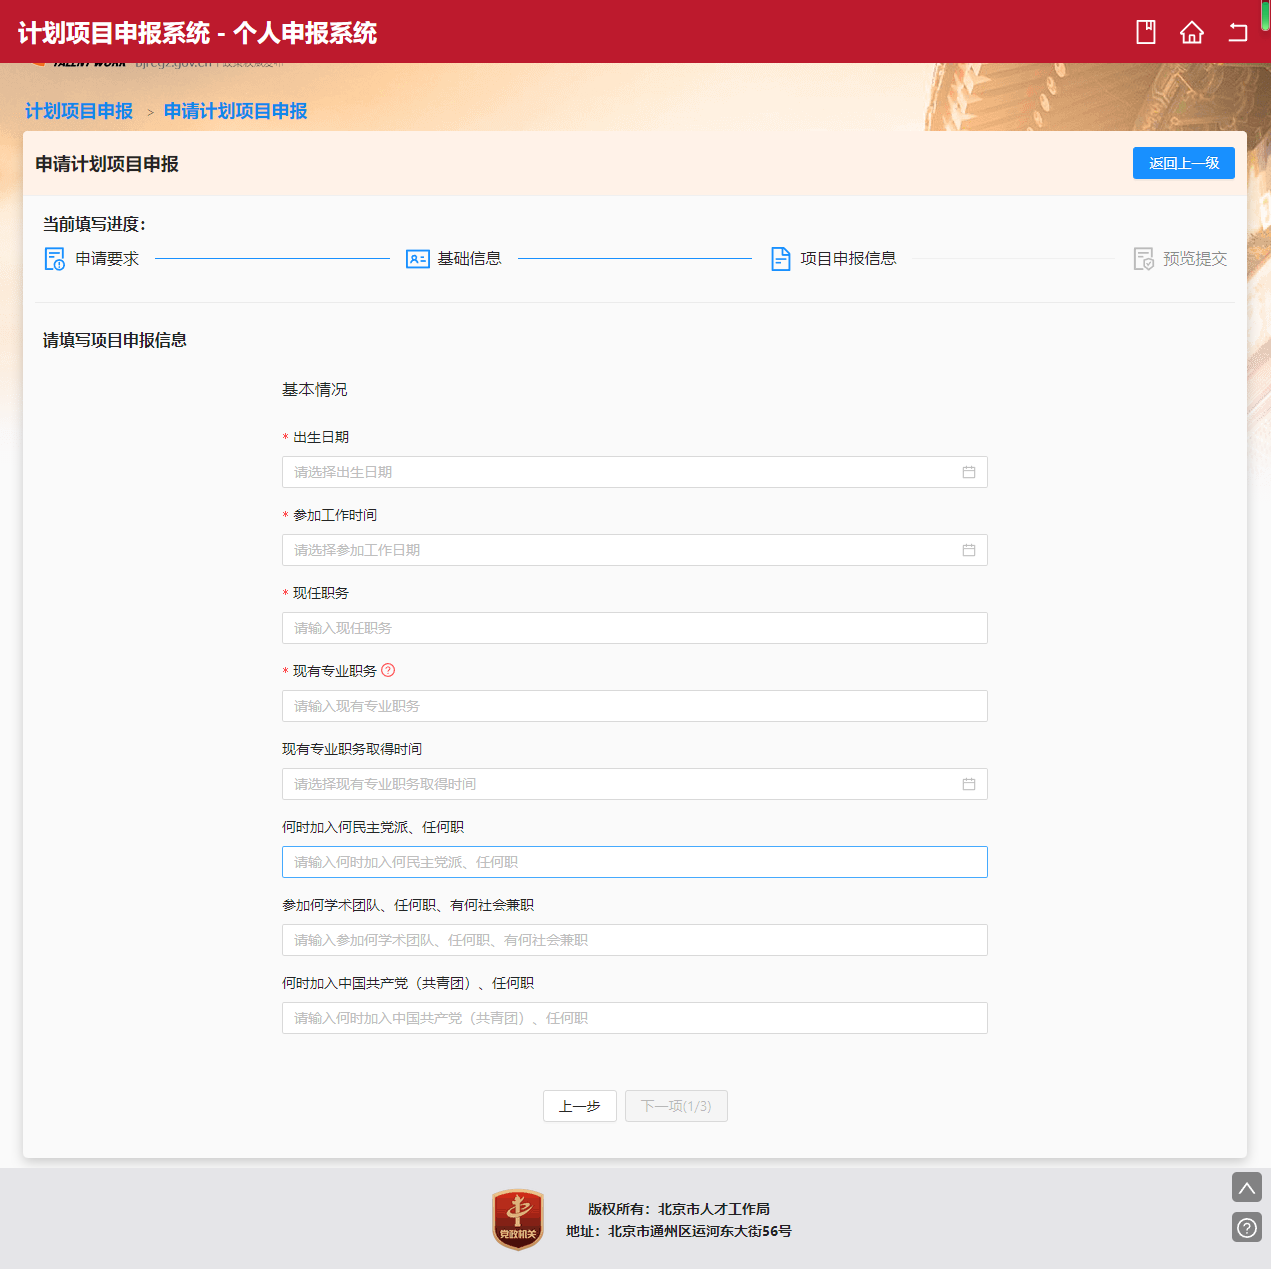 计划项目申报系统 - 个人申报系统
计划项目申报 > 申请计划项目申报
申请计划项目申报
返回上一级
当前填写进度：
申请要求
基础信息
项目申报信息
预览提交
请填写项目申报信息
基本情况
* 出生日期
请选择出生日期
* 参加工作时间
请选择参加工作日期
* 现任职务
请输入现任职务
* 现有专业职务
请输入现有专业职务
现有专业职务取得时间
请选择现有专业职务取得时间
何时加入何民主党派、任何职
请输入何时加入何民主党派、任何职
参加何学术团队、任何职、有何社会兼职
请输入参加何学术团队、任何职、有何社会兼职
何时加入中国共产党（共青团）、任何职
请输入何时加入中国共产党（共青团）、任何职
上一步
下一项(1/3)
党政机关
版权所有：北京市人才工作局
地址：北京市通州区运河东大街56号